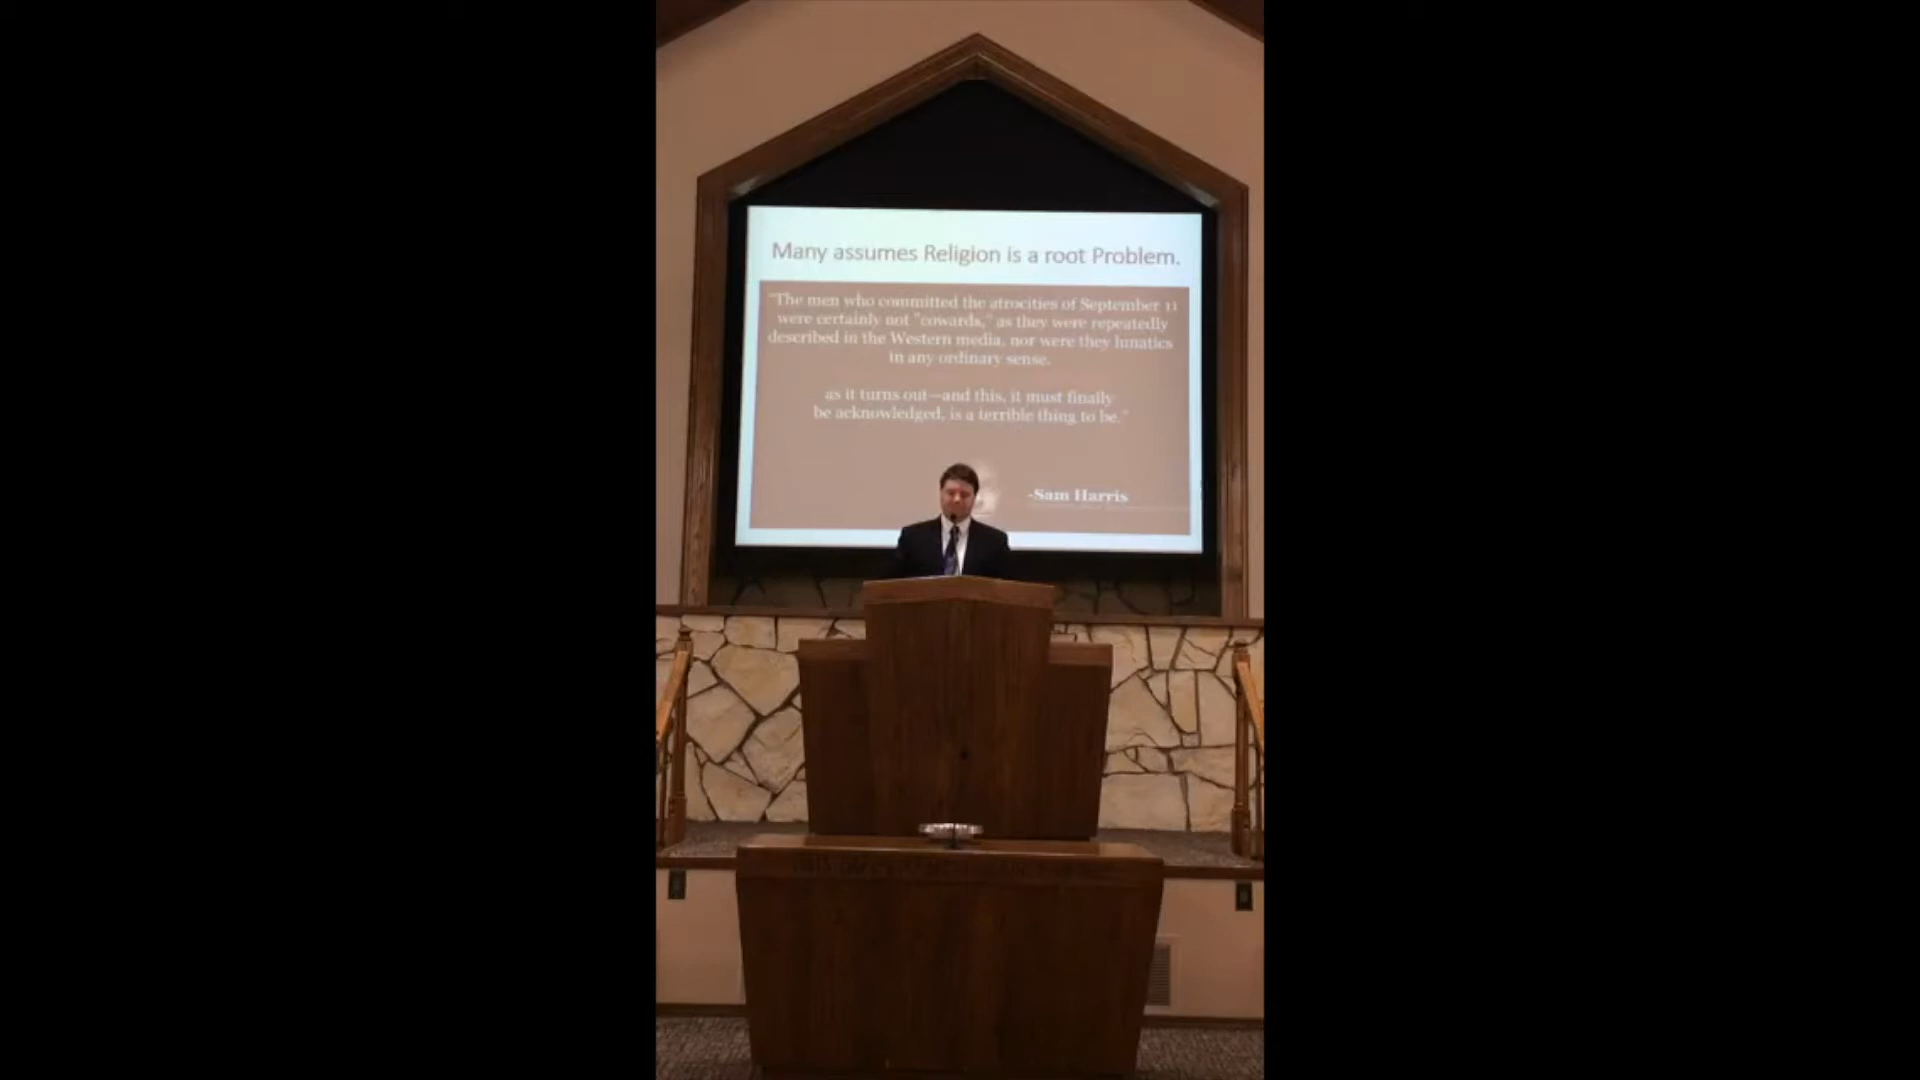 Many assumes Religion is a root Problem.
"The men who committed the atrocities of September 11
were certainly not "cowards," as they were repeatedly
described in the Western media, nor were they lunatics
in any ordinary sense.
as it turns out—and this, it must finally
be acknowledged, is a terrible thing to be."
-Sam Harris